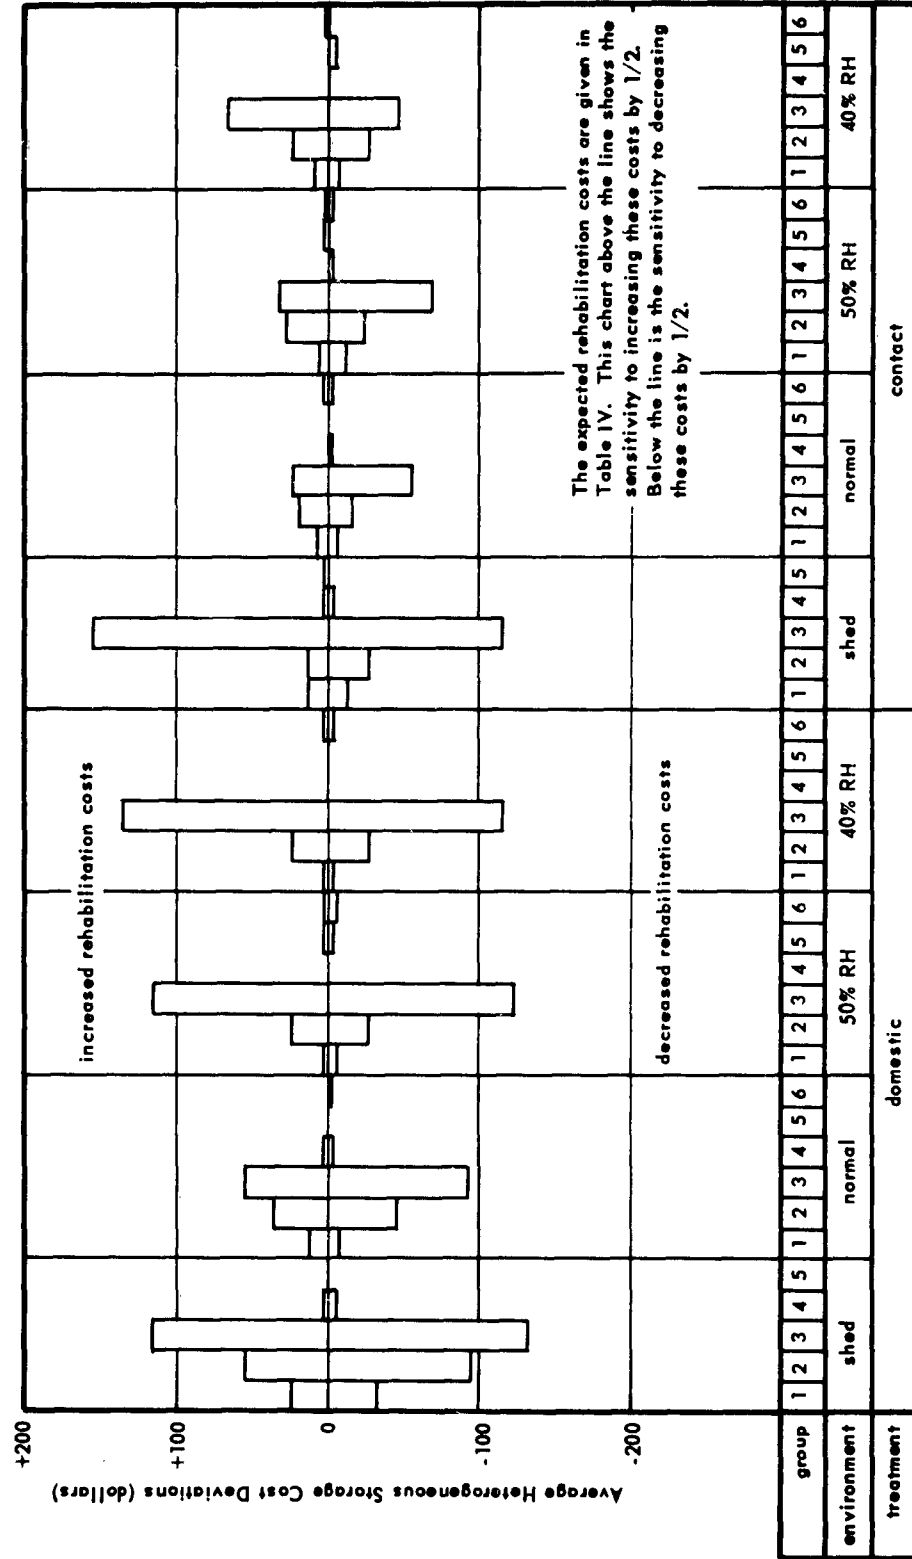 Average Heterogeneous Storage Cost Deviations (dollars)
+200
+100
0
-100
-200
increased rehabilitation costs
decreased rehabilitation costs
The expected rehabilitation costs are given in
Table IV. This chart above the line shows the
sensitivity to increasing these costs by 1/2.
Below the line is the sensitivity to decreasing
these costs by 1/2.
group 1 2 3 4 5 1 2 3 4 5 6 1 2 3 4 5 6 1 2 3 4 5 6 1 2 3 4 5 1 2 3 4 5 6 1 2 3 4 5 6 1 2 3 4 5 6
environment shed normal 50% RH 40% RH shed normal 50% RH 40% RH
treatment domestic contact